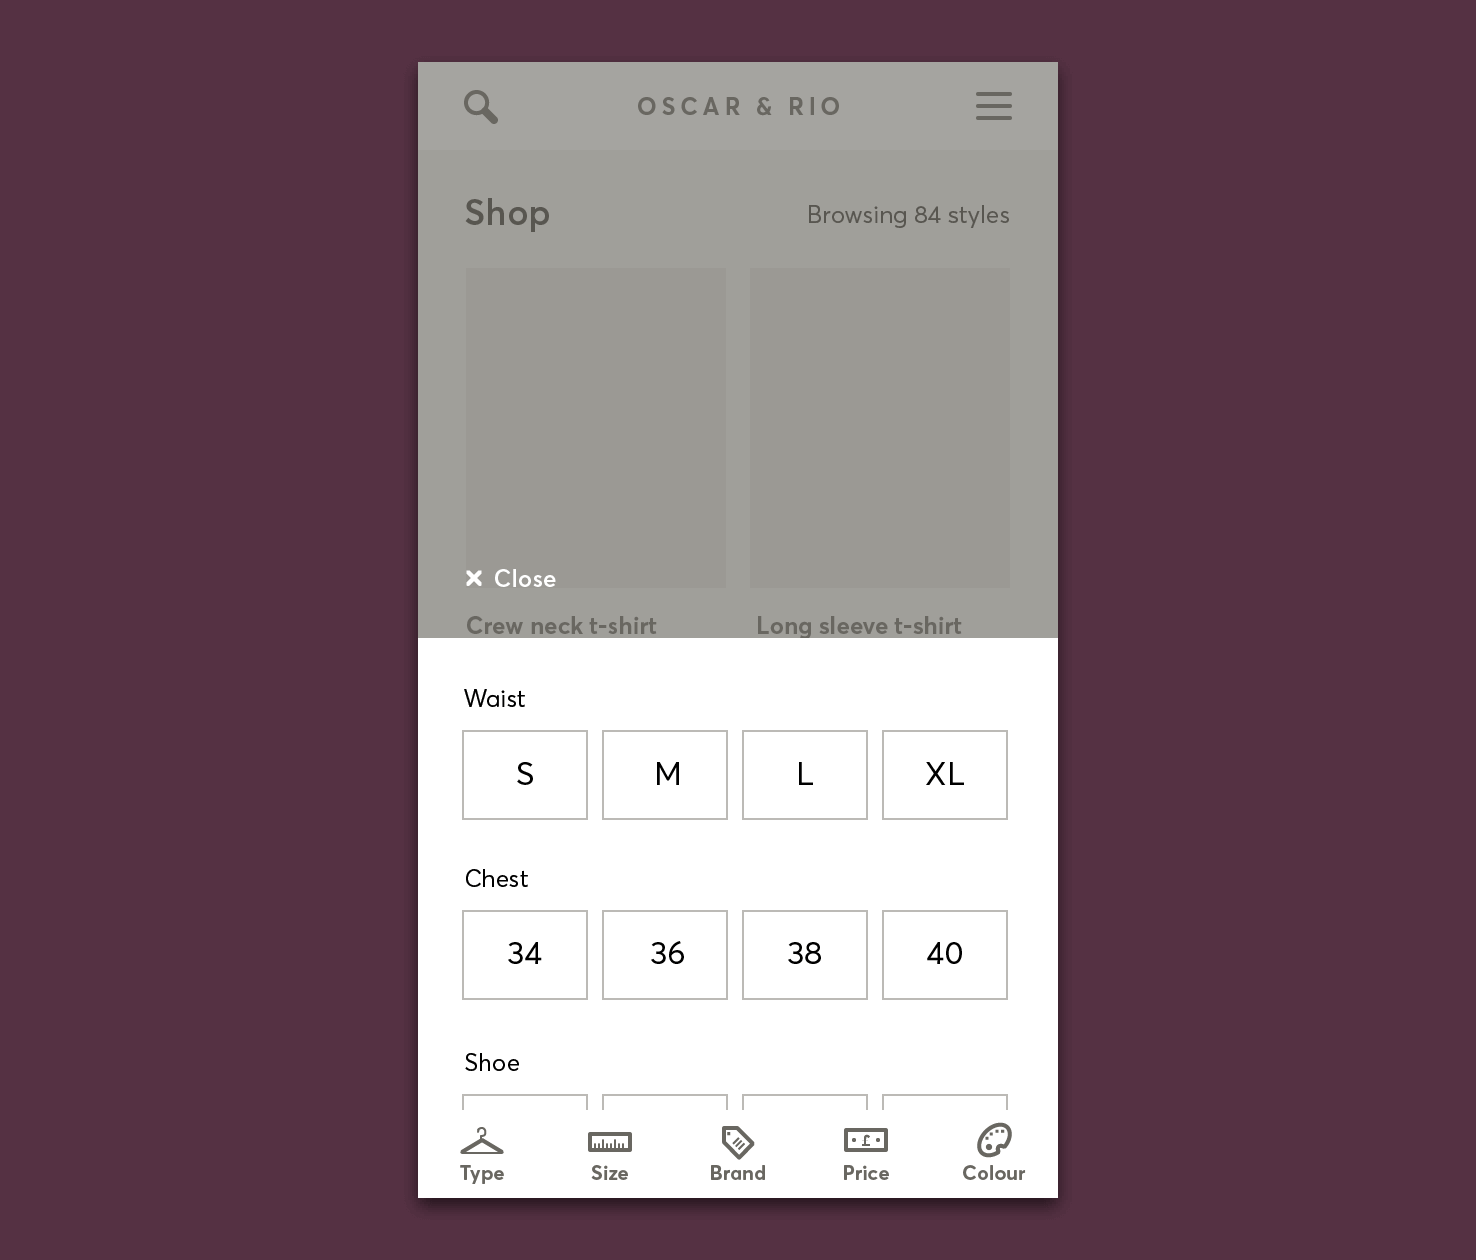 OSCAR & RIO
Shop
Browsing 84 styles
Close
Crew neck t-shirt
Long sleeve t-shirt
Waist
S
M
L
XL
Chest
34
36
38
40
Shoe
Type
Size
Brand
Price
Colour